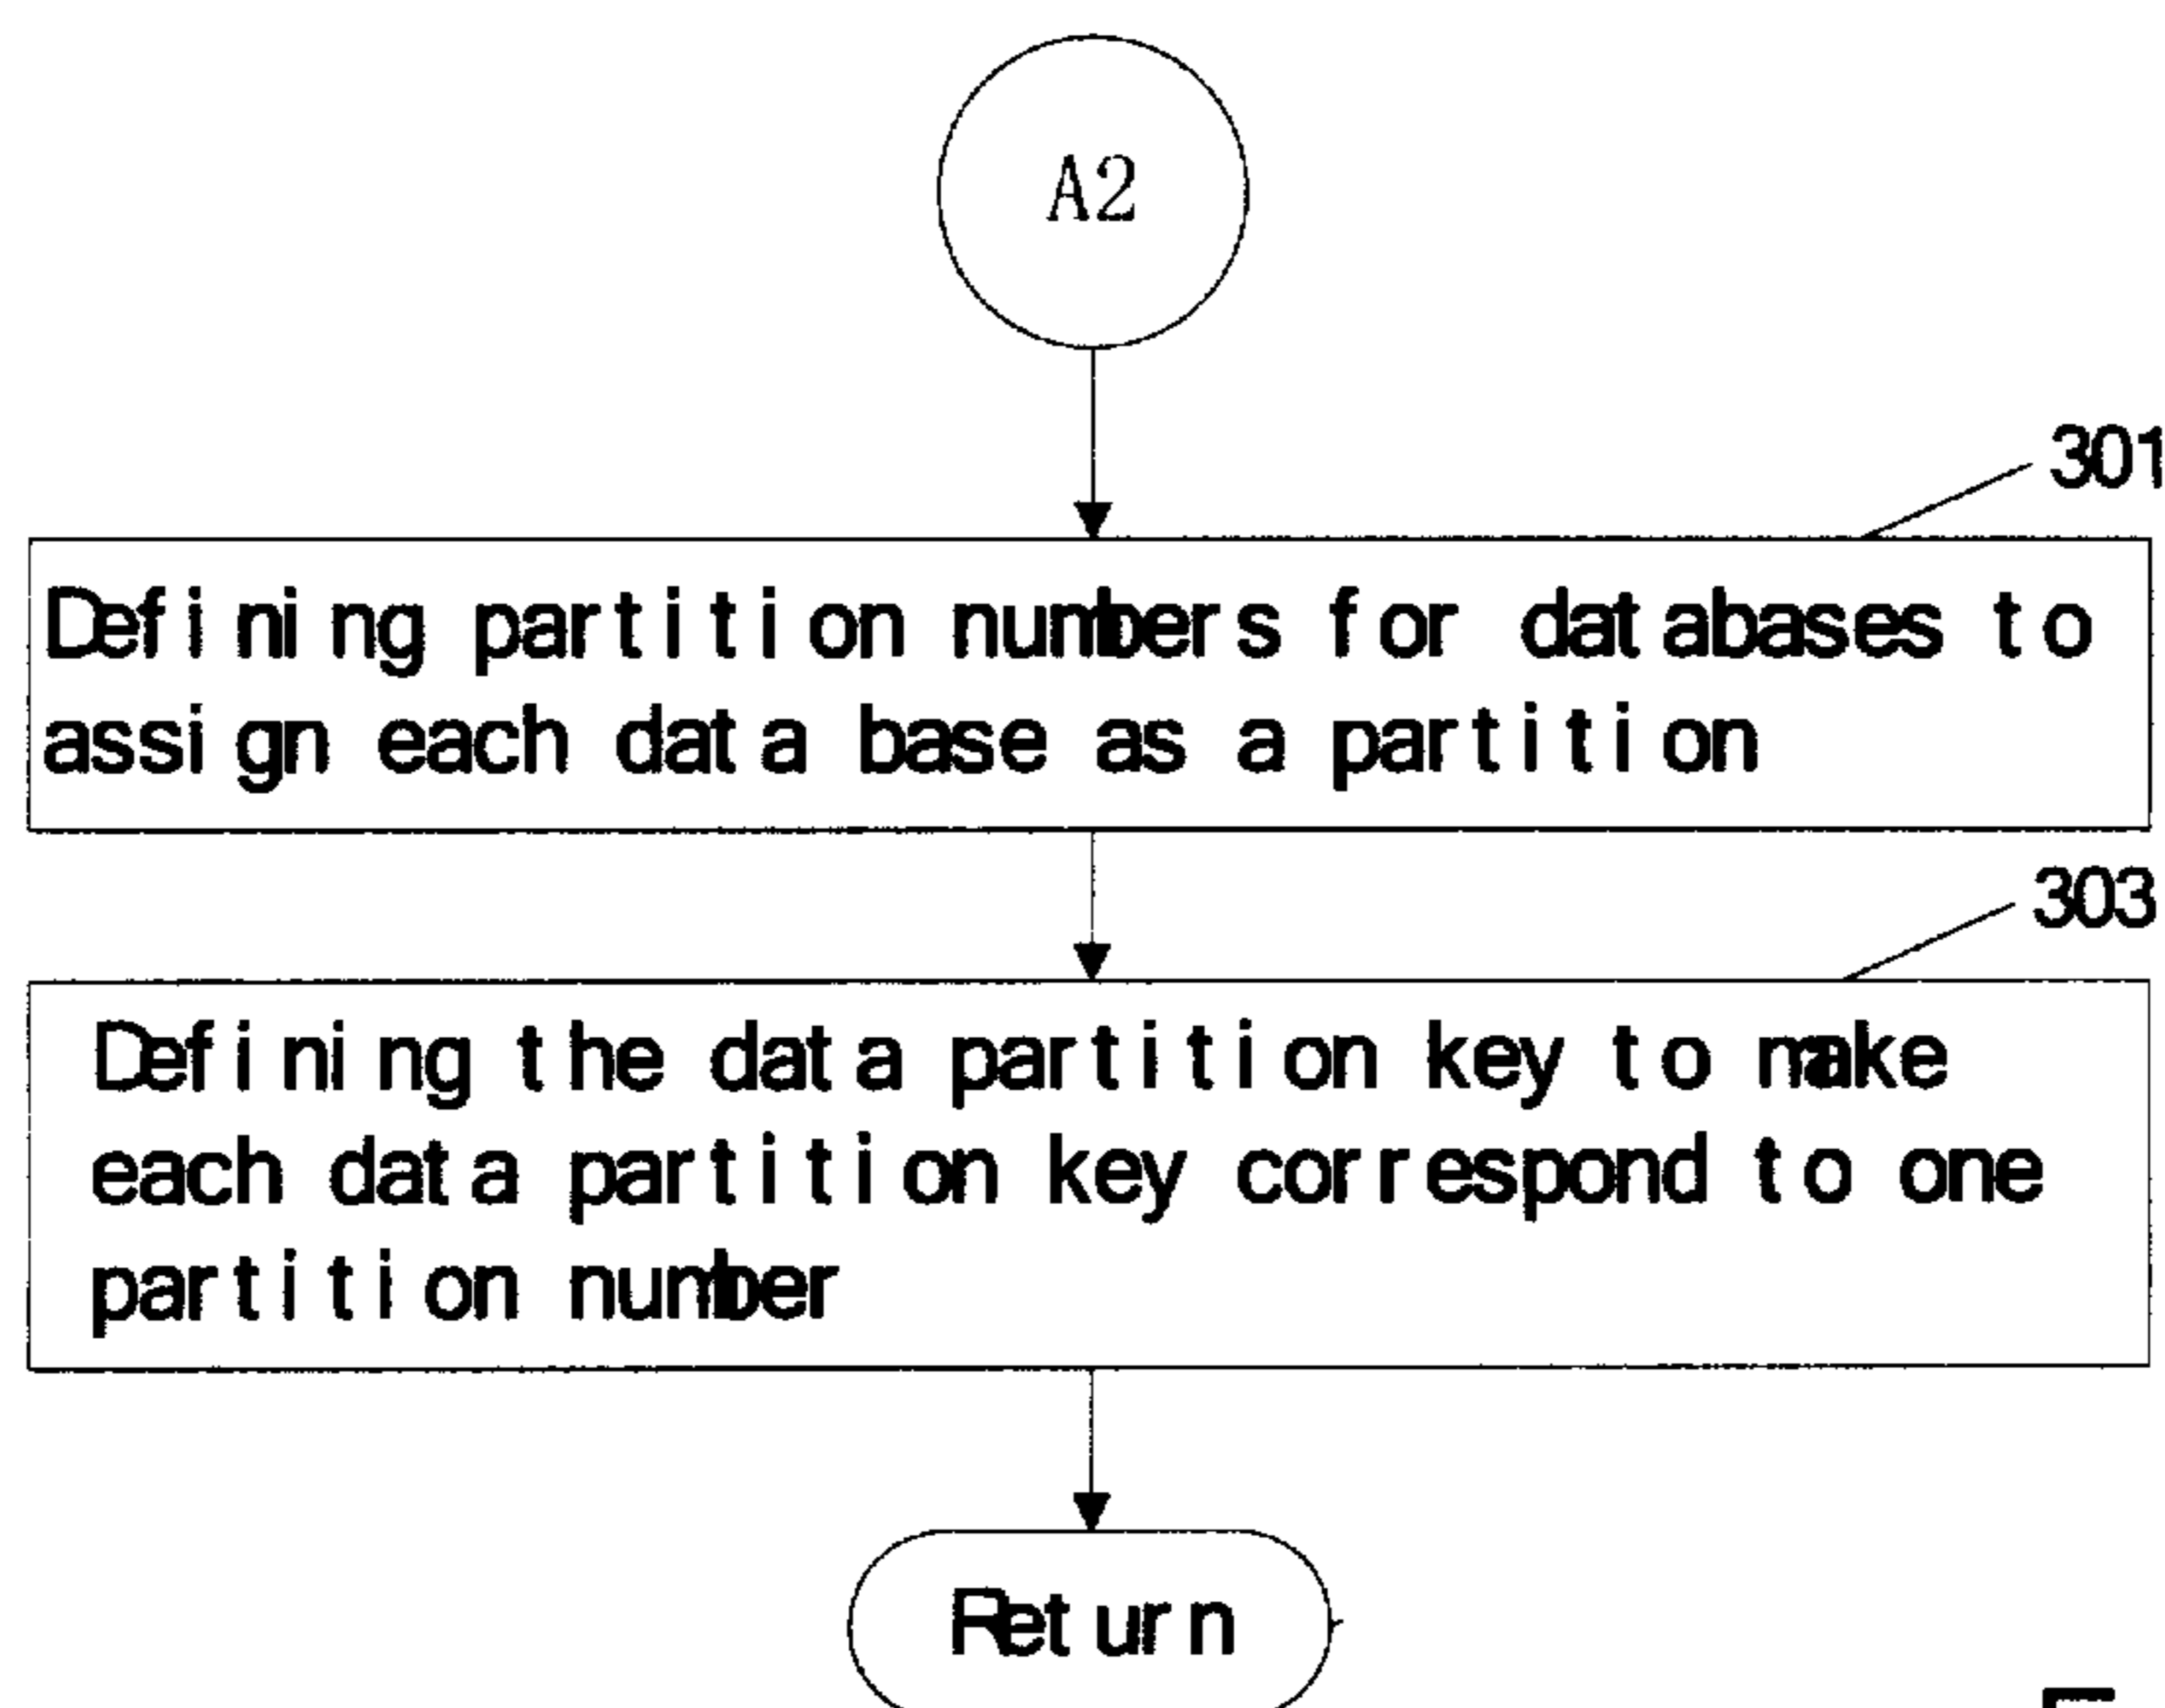 A2
301
Defining partition numbers for databases to
assign each data base as a partition
303
Defining the data partition key to make
each data partition key correspond to one
partition number
Return